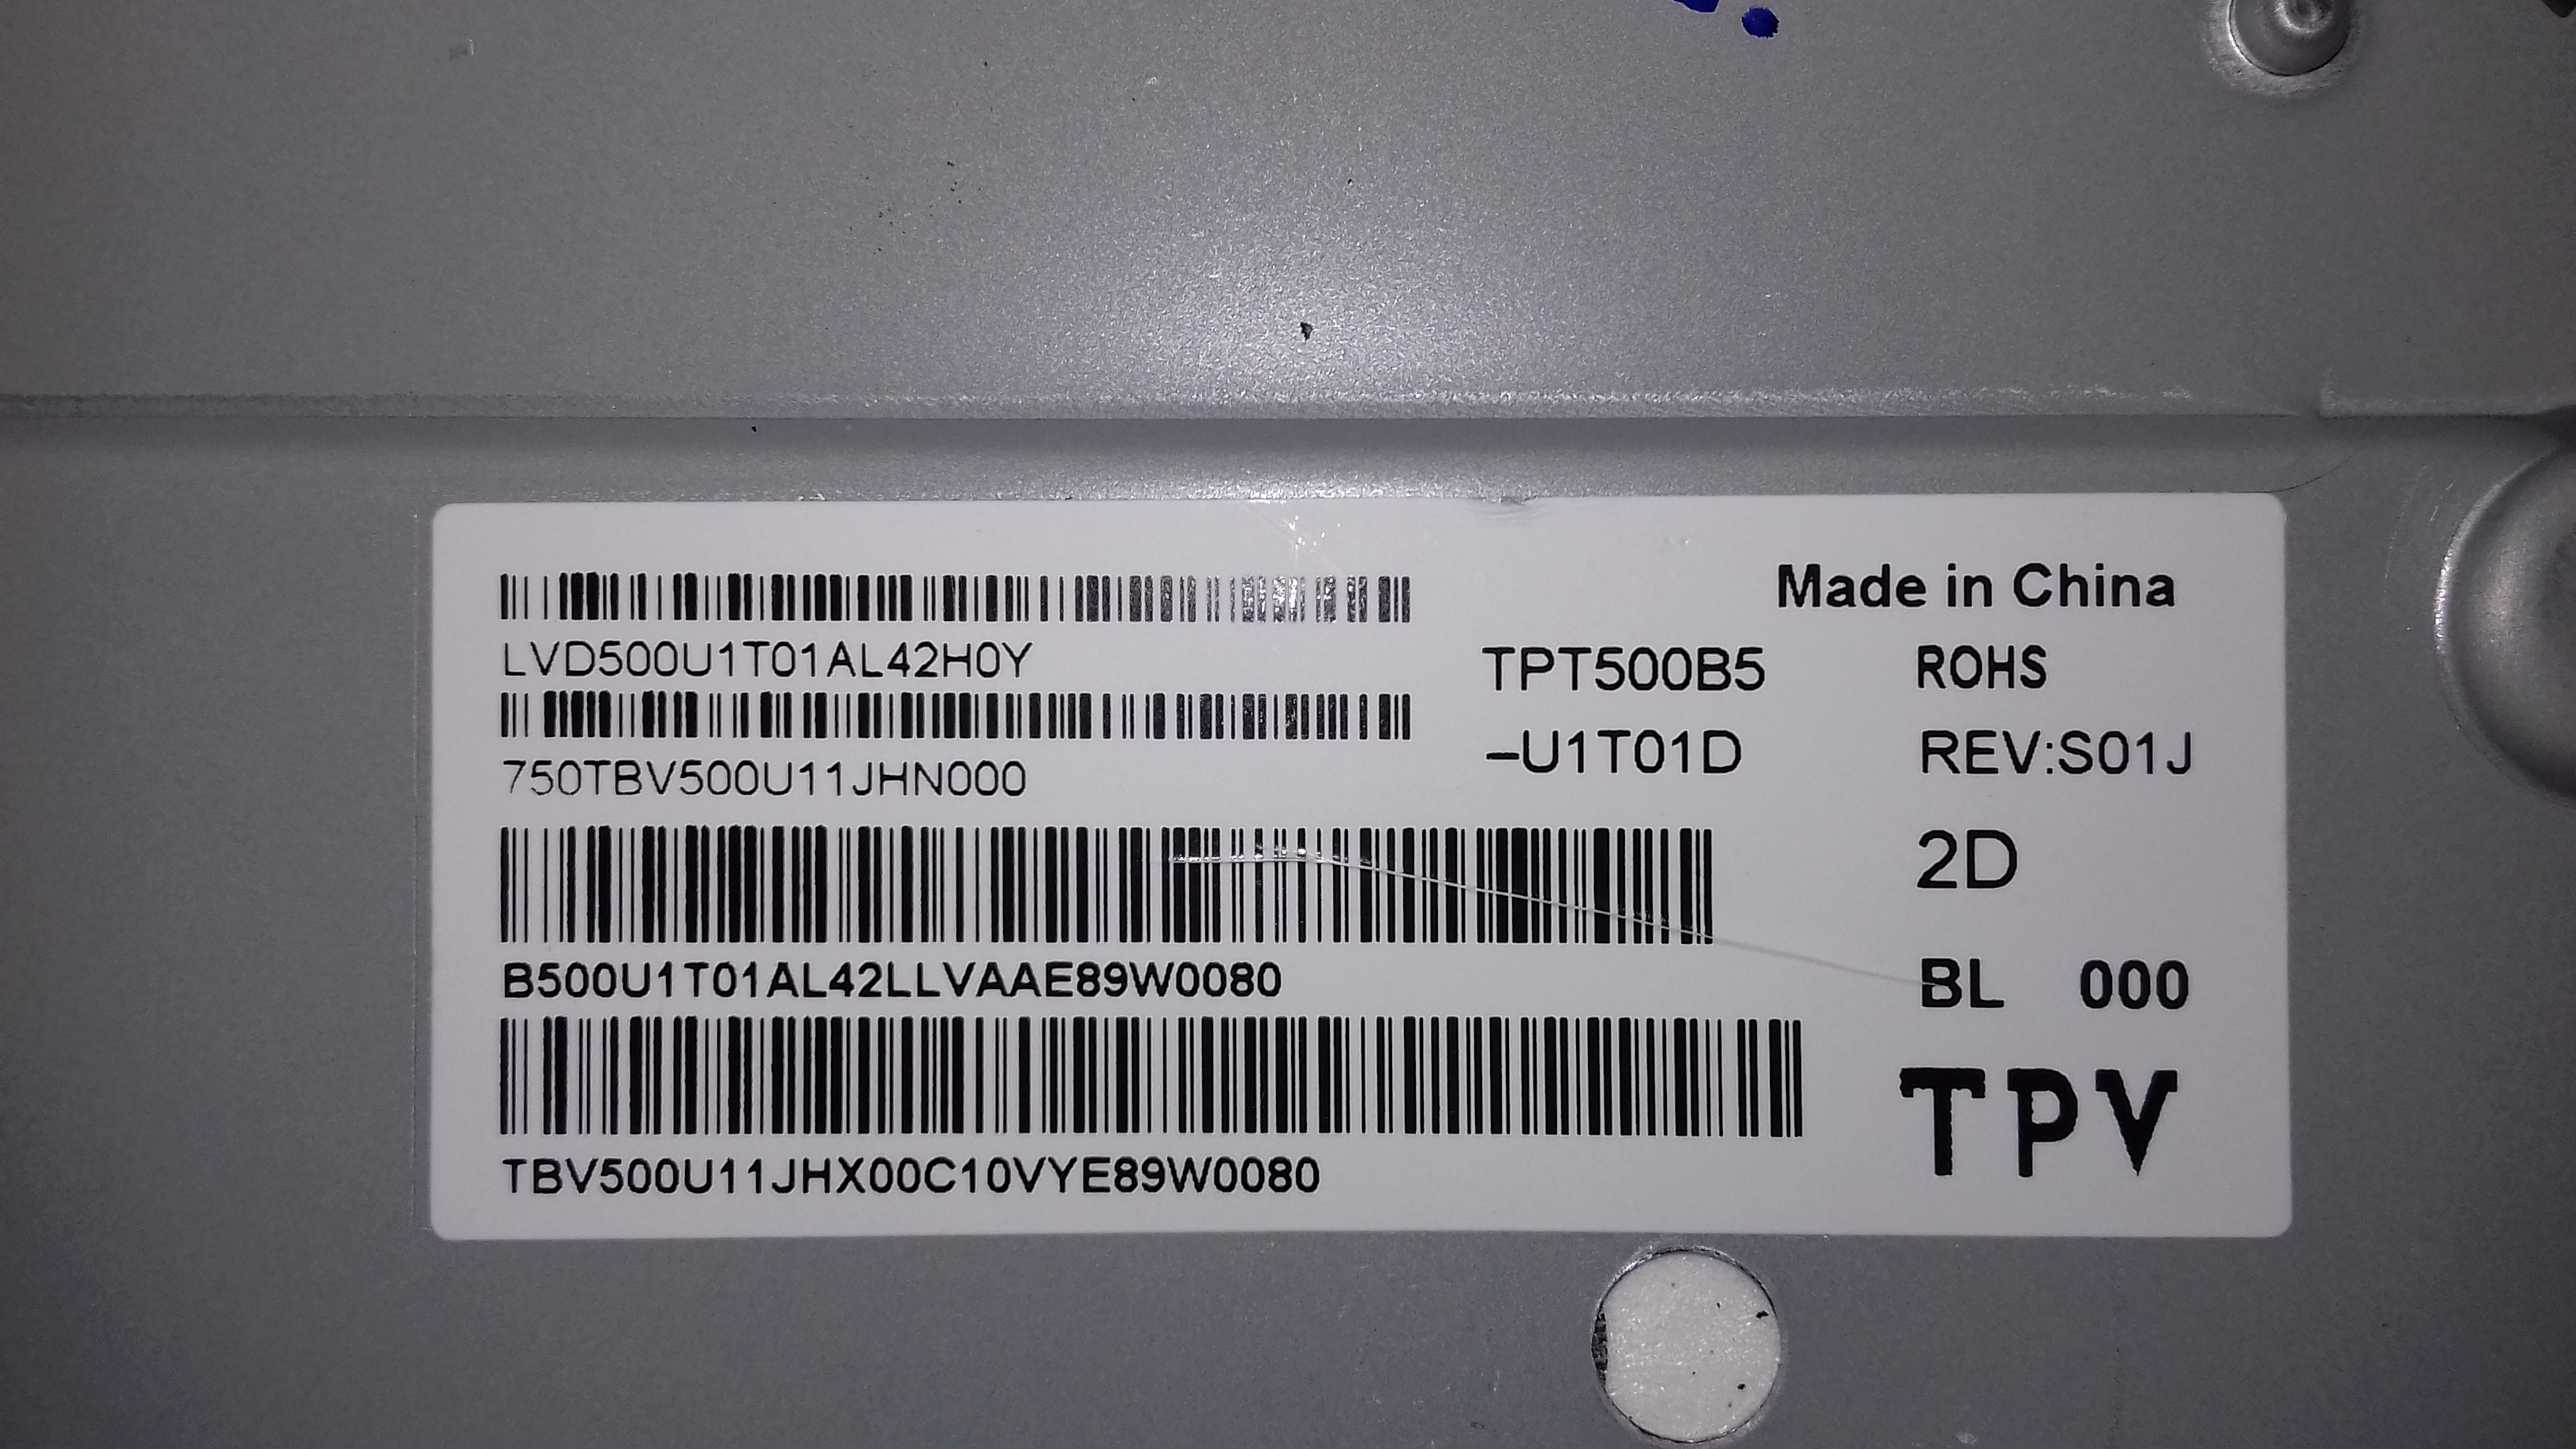 Made in China
LVD500U1T01AL42H0Y
TPT500B5
ROHS
750TBV500U11JHN000
-U1T01D
REV:S01J
2D
B500U1T01AL42LLVAAE89W0080
BL 000
TBV500U11JHX00C10VYE89W0080
TPV